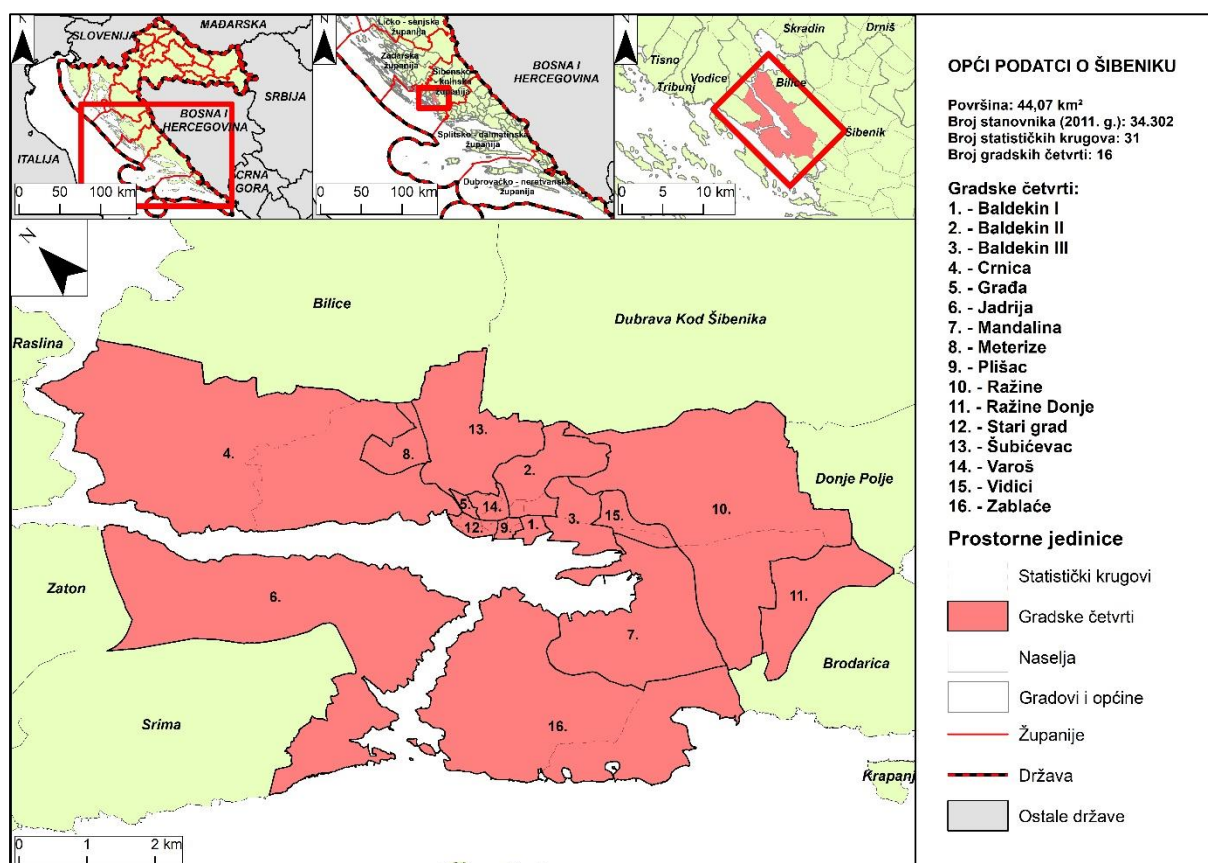 N
SLOVENIJA
MAĐARSKA
ITALIJA
BOSNA I
HERCEGOVINA
SRBIJA
CRNA
GORA
0 50 100 km
N
Ličko - senjska
županija
Zadarska
županija
Šibensko -
kninska
županija
BOSNA I
HERCEGOVINA
Splitsko - dalmatinska
županija
Dubrovačko - neretvanska
županija
0 50 100 km
N
Skradin
Drniš
Tisno
Vodice
Bilice
Tribunj
Šibenik
0 5 10 km
N
Bilice
Dubrava Kod Šibenika
Raslina
13.
4.
8.
2.
Donje Polje
5.
14.
10.
12.
9.
1.
3.
15.
Zaton
6.
11.
7.
Brodarica
Srima
16.
Krapanj
0 1 2 km
OPĆI PODATCI O ŠIBENIKU
Površina: 44,07 km²
Broj stanovnika (2011. g.): 34.302
Broj statističkih krugova: 31
Broj gradskih četvrti: 16
Gradske četvrti:
1. - Baldekin I
2. - Baldekin II
3. - Baldekin III
4. - Crnica
5. - Građa
6. - Jadrija
7. - Mandalina
8. - Meterize
9. - Plišac
10. - Ražine
11. - Ražine Donje
12. - Stari grad
13. - Šubićevac
14. - Varoš
15. - Vidici
16. - Zablaće
Prostorne jedinice
Statistički krugovi
Gradske četvrti
Naselja
Gradovi i općine
Županije
Država
Ostale države